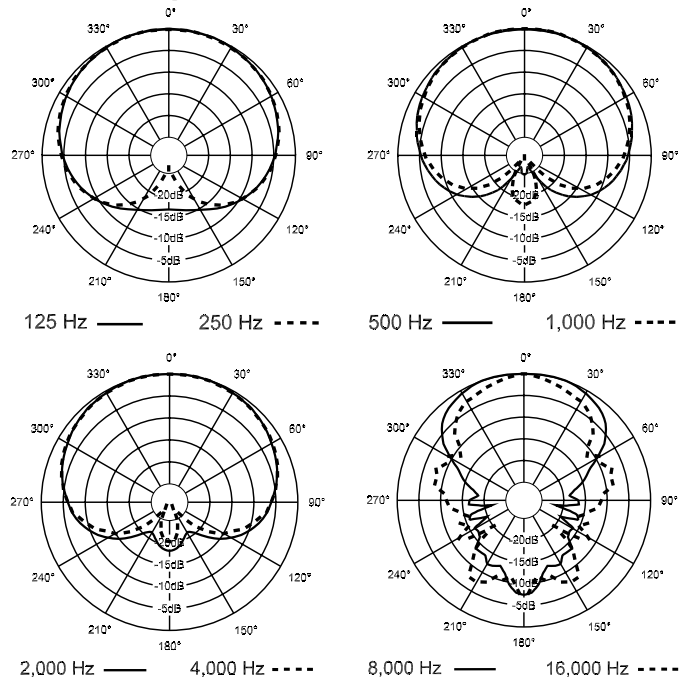 0° 0°
330° 30° 330° 30°
300° 60° 300° 60°
270° 90° 270° 90°
-20dB -20dB
-15dB -15dB
240° 120° 240° 120°
-10dB -10dB
-5dB -5dB
210° 150° 210° 150°
180° 180°
125 Hz 250 Hz 500 Hz 1,000 Hz
0° 0°
330° 30° 330° 30°
300° 60° 300° 60°
270° 90° 270° 90°
-20dB 20dB
-15dB -15dB
240° 120° 240° 120°
-10dB -10dB
-5dB -5dB
210° 150° 210° 150°
180° 180°
2,000 Hz 4,000 Hz 8,000 Hz 16,000 Hz